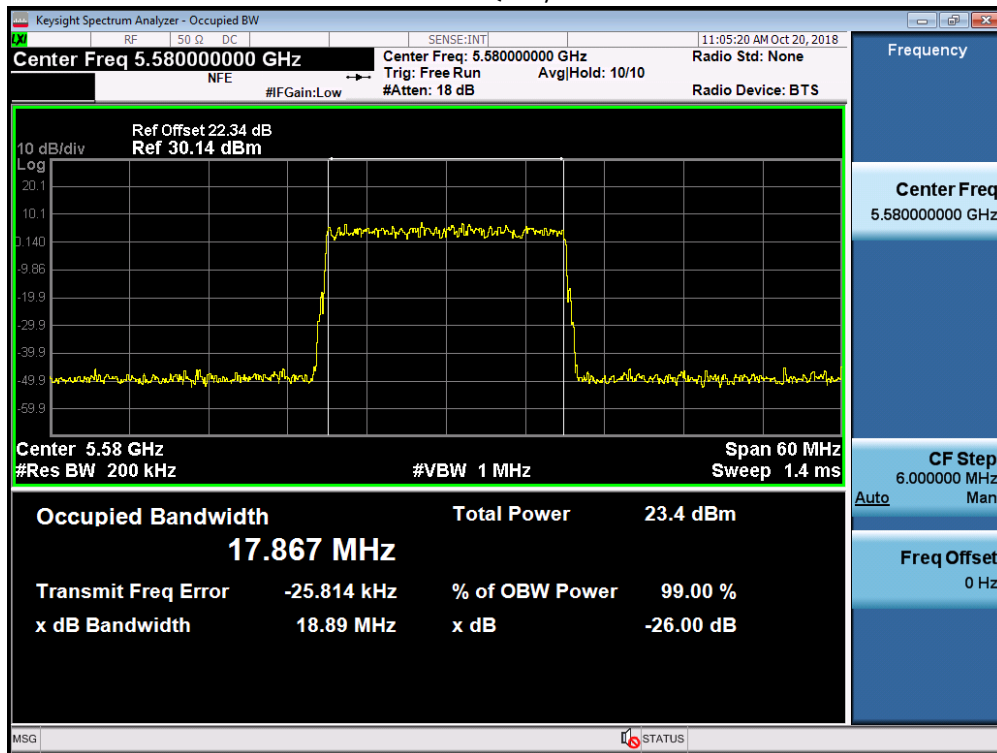 Keysight Spectrum Analyzer - Occupied BW
LXI RF 50 Ω DC SENSE:INT 11:05:20 AM Oct 20, 2018
Center Freq 5.580000000 GHz Center Freq: 5.580000000 GHz Radio Std: None
NFE Trig: Free Run Avg|Hold: 10/10
#IFGain:Low #Atten: 18 dB Radio Device: BTS
Frequency
Ref Offset 22.34 dB
10 dB/div Ref 30.14 dBm
Log
20.1
10.1
0.140
-9.86
-19.9
-29.9
-39.9
-49.9
-59.9
Center 5.58 GHz Span 60 MHz
#Res BW 200 kHz #VBW 1 MHz Sweep 1.4 ms
Occupied Bandwidth Total Power 23.4 dBm
17.867 MHz
Transmit Freq Error -25.814 kHz % of OBW Power 99.00 %
x dB Bandwidth 18.89 MHz x dB -26.00 dB
Center Freq
5.580000000 GHz
CF Step
6.000000 MHz
Auto Man
Freq Offset
0 Hz
MSG STATUS